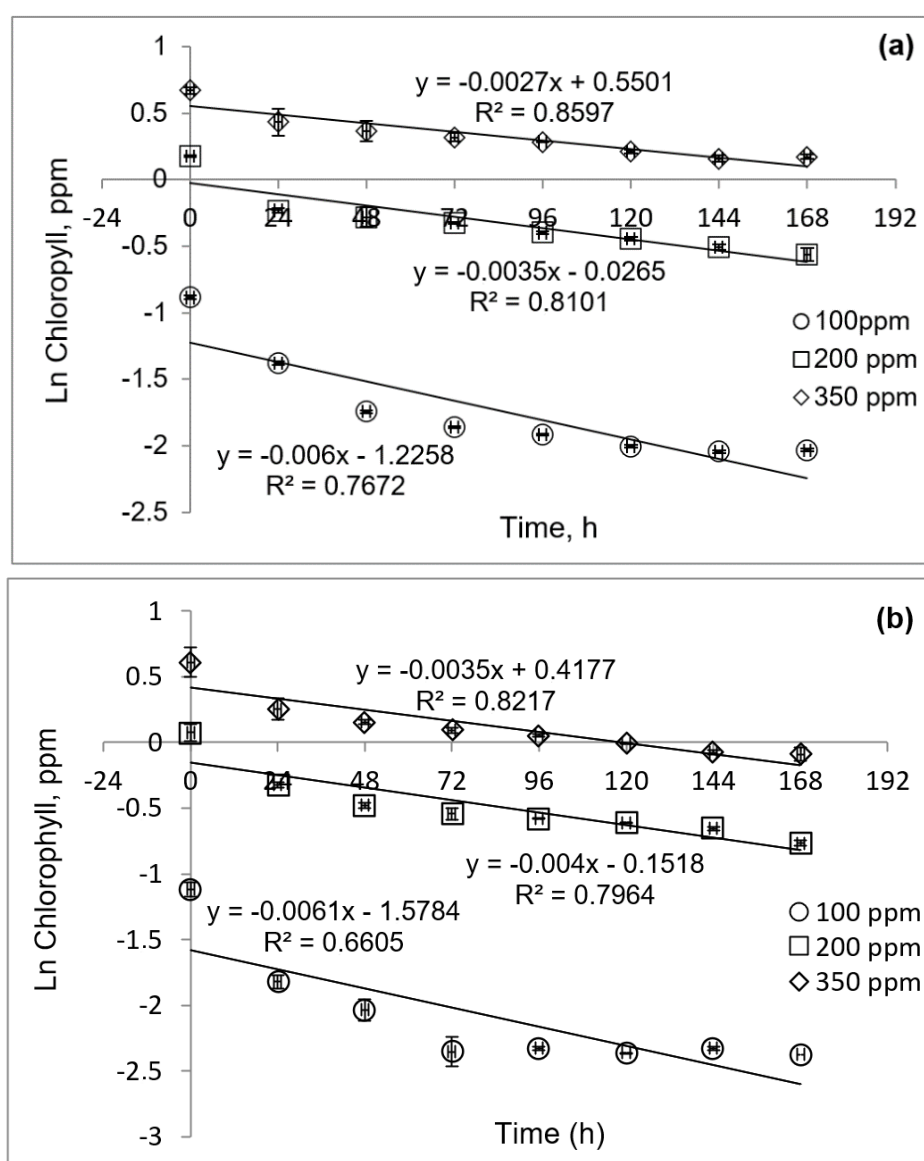 (a)
1
y = -0.0027x + 0.5501
R² = 0.8597
0.5
0
-24 0 24 48 72 96 120 144 168 192
-0.5
y = -0.0035x - 0.0265
R² = 0.8101
-1
100ppm
200 ppm
350 ppm
-1.5
-2
y = -0.006x - 1.2258
R² = 0.7672
-2.5
Time, h
Ln Chloropyll, ppm
(b)
1
y = -0.0035x + 0.4177
R² = 0.8217
0.5
0
-24 0 24 48 72 96 120 144 168 192
-0.5
y = -0.004x - 0.1518
R² = 0.7964
-1
y = -0.0061x - 1.5784
R² = 0.6605
100 ppm
200 ppm
350 ppm
-1.5
-2
-2.5
-3
Time (h)
Ln Chlorophyll, ppm